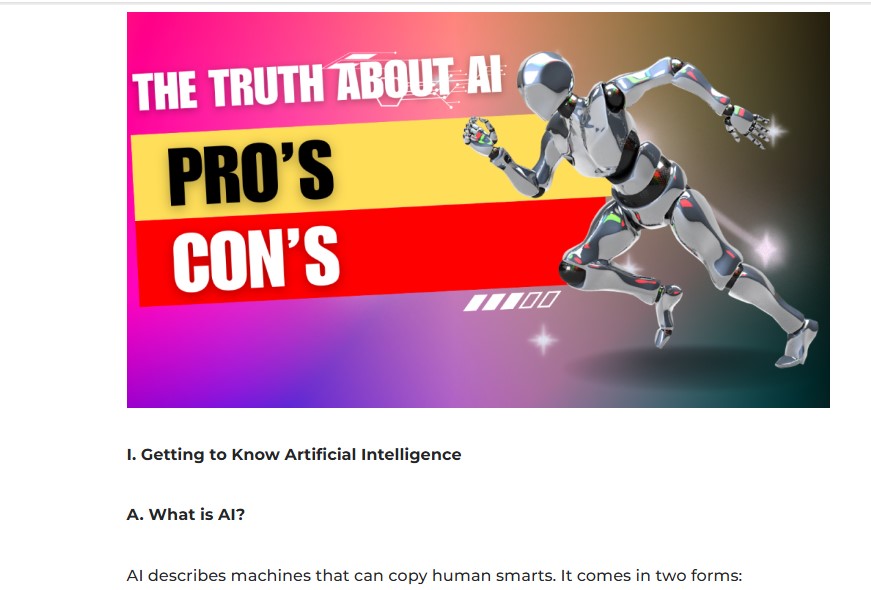 THE TRUTH ABOUT AI
PRO'S
CON'S
I. Getting to Know Artificial Intelligence
A. What is AI?
AI describes machines that can copy human smarts. It comes in two forms: